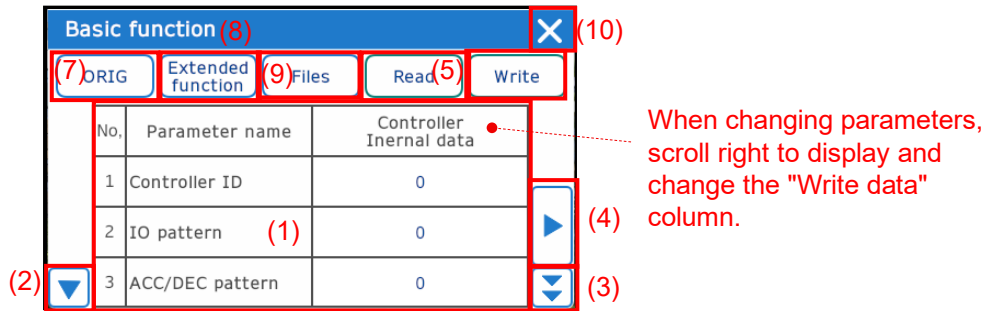 Basic function (8)
(10)
(7) ORIG
Extended function
(9) Files
Read (5)
Write
No, Parameter name Controller Inernal data
1 Controller ID 0
2 IO pattern (1) 0
3 ACC/DEC pattern 0
(2)
(4)
(3)
When changing parameters,
scroll right to display and
change the "Write data"
column.